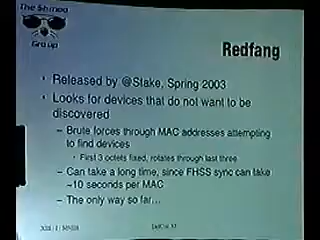 The Shmoo
Group
Redfang
• Released by @Stake, Spring 2003
• Looks for devices that do not want to be
discovered
– Brute forces through MAC addresses attempting
to find devices
• First 3 octets fixed, rotates through last three
– Can take a long time, since FHSS sync can take
~10 seconds per MAC
– The only way so far...